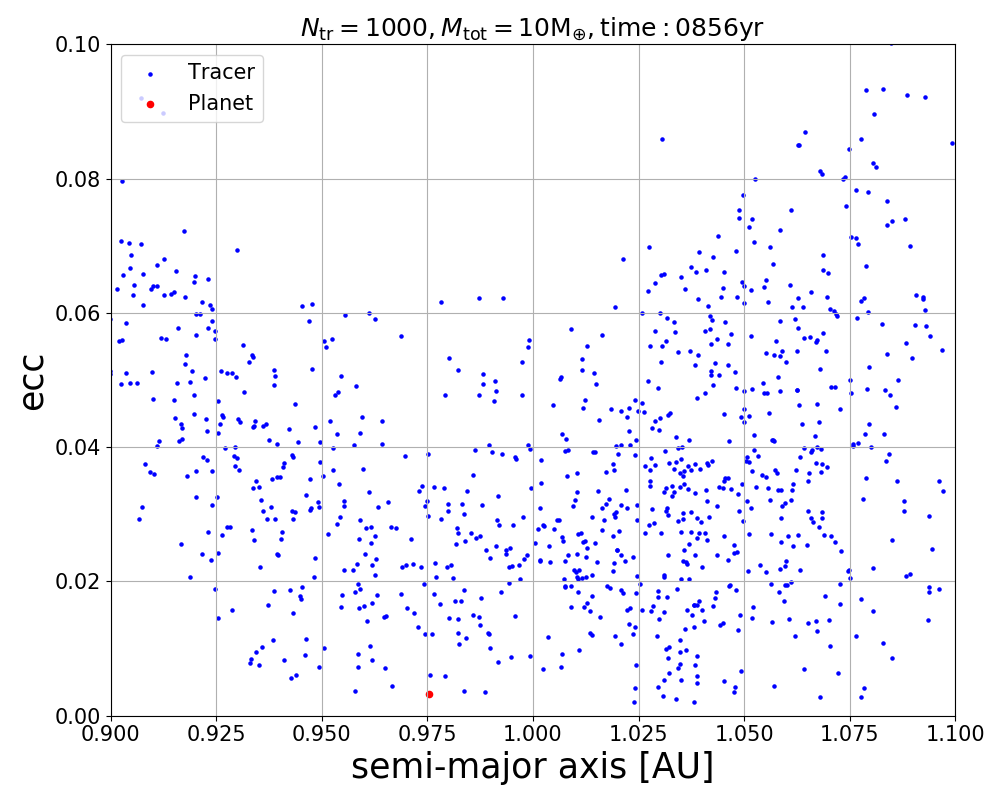 N_tr = 1000, M_tot = 10M_⊕, time : 0856yr
0.10
Tracer
Planet
0.08
0.06
ecc
0.04
0.02
0.00
0.900 0.925 0.950 0.975 1.000 1.025 1.050 1.075 1.100
semi-major axis [AU]